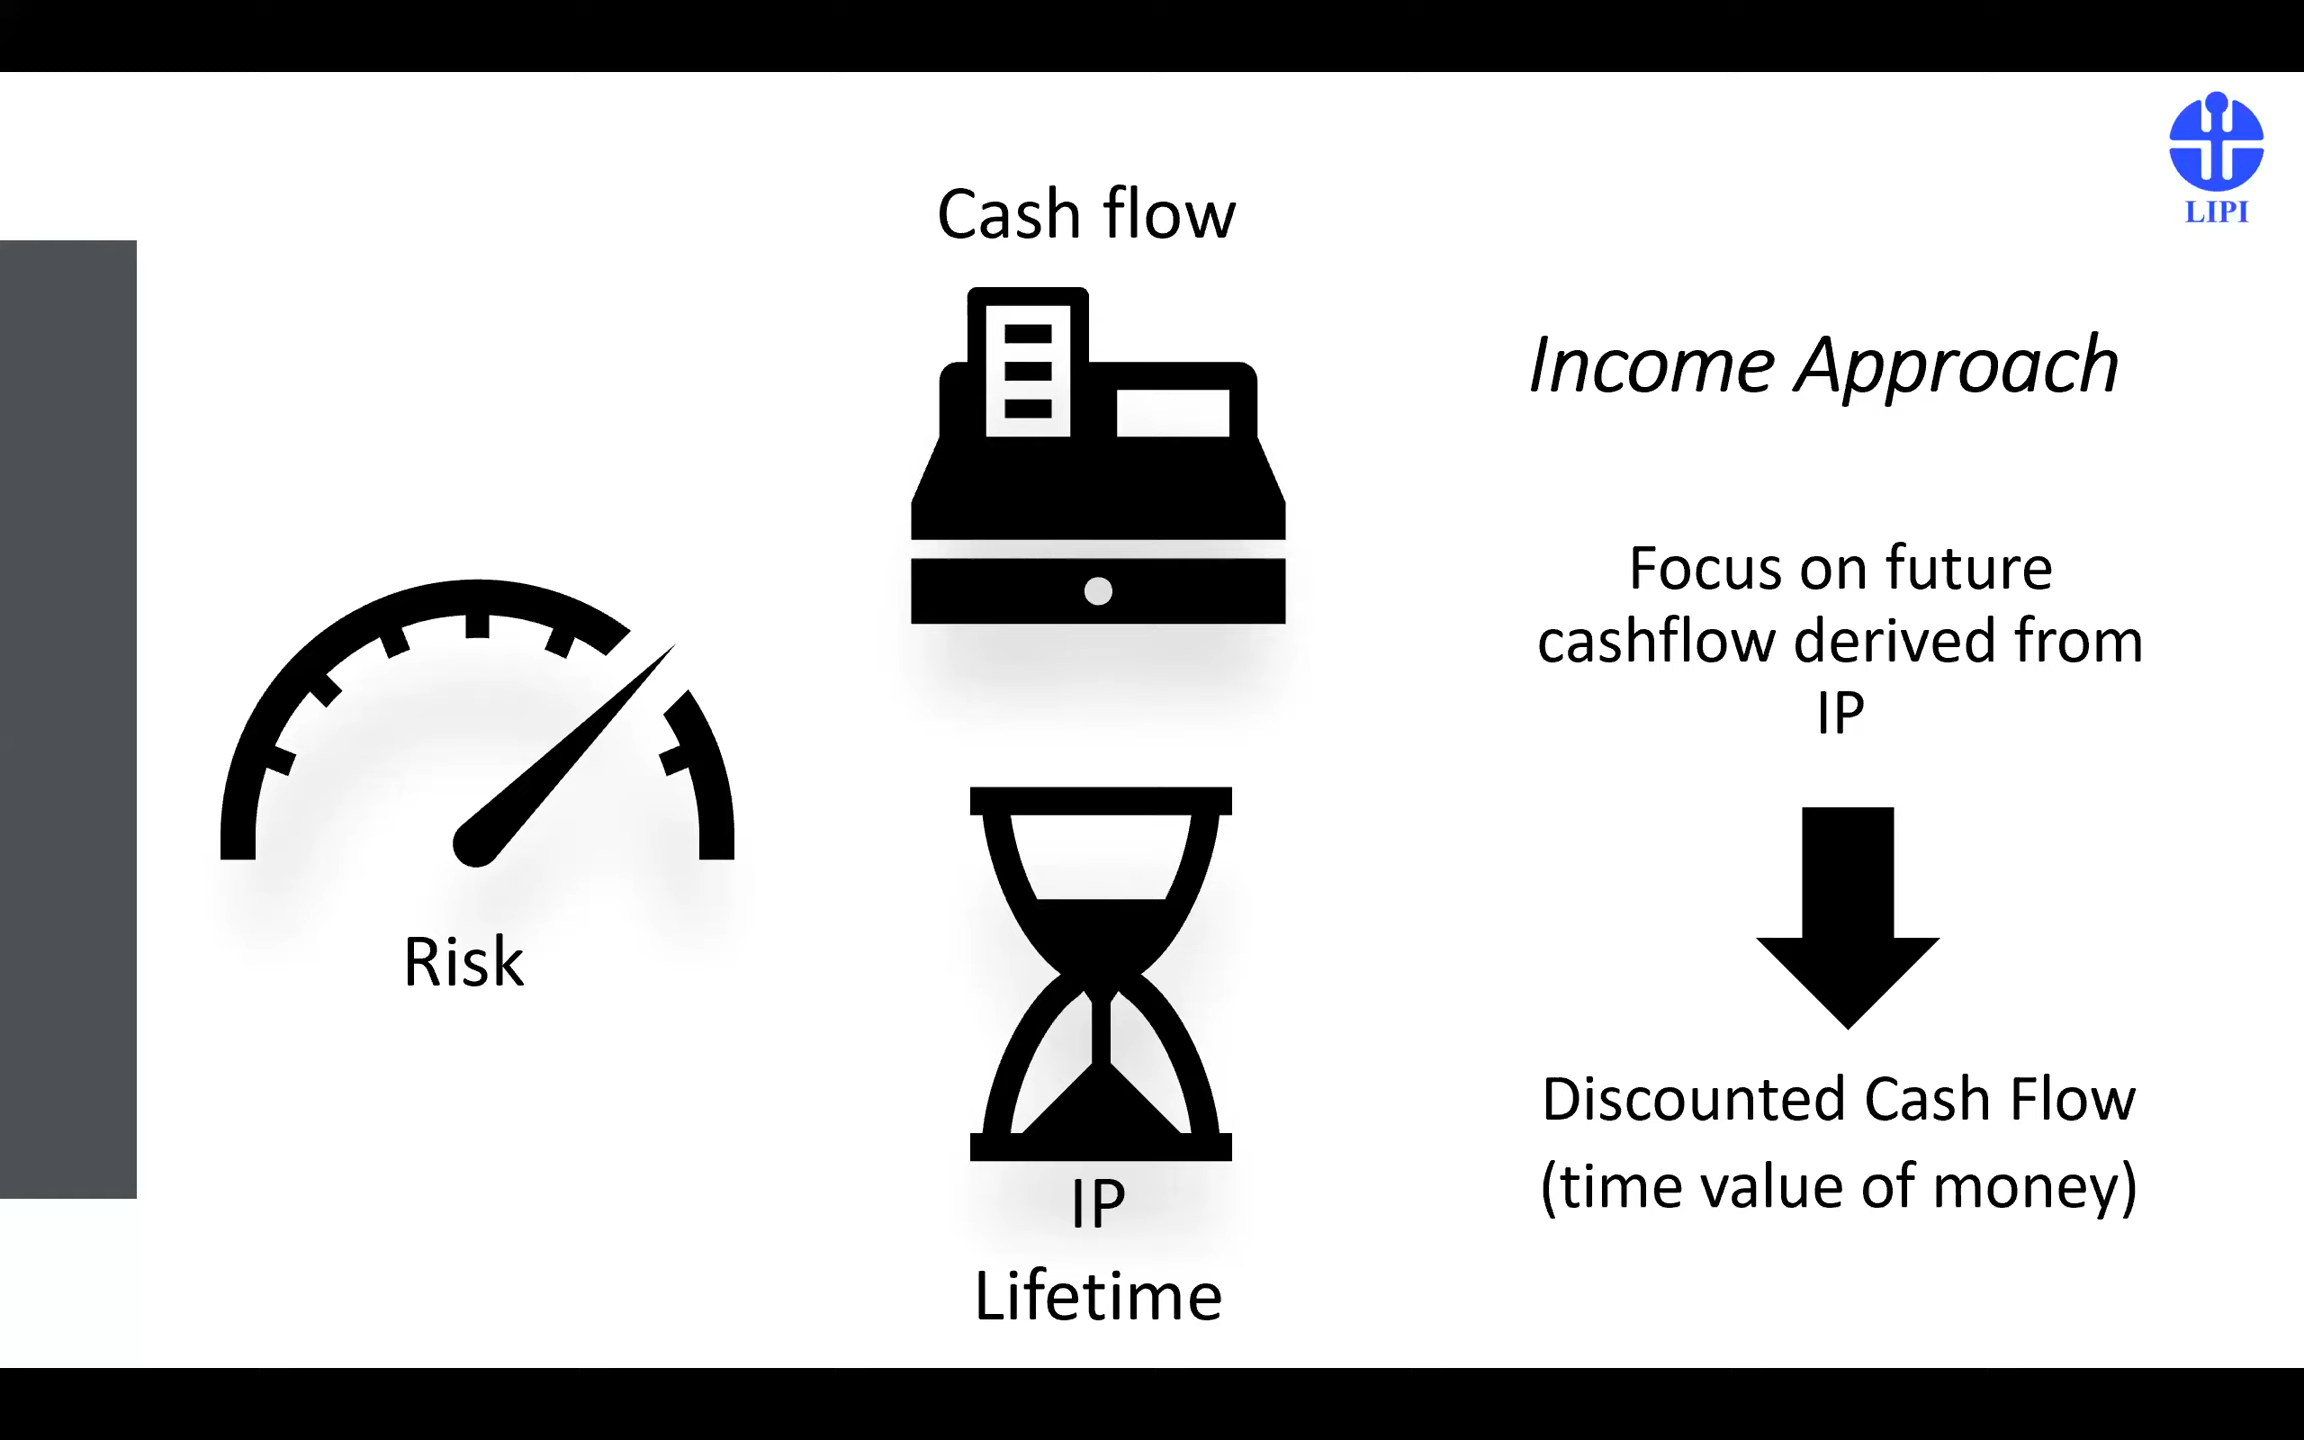 LIPI
Cash flow
Income Approach
Focus on future
cashflow derived from
IP
Risk
Discounted Cash Flow
(time value of money)
IP
Lifetime